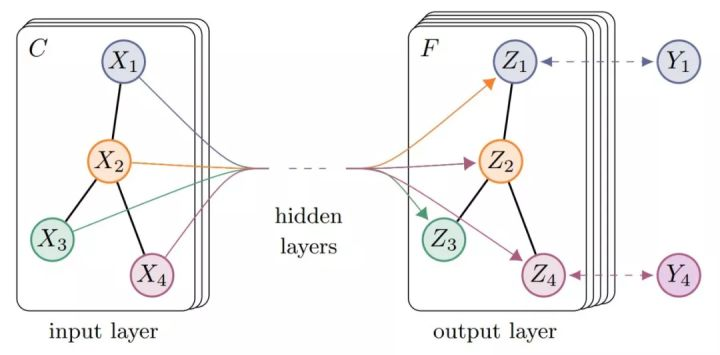 C
X1
X2
X3
X4
input layer
hidden
layers
F
Z1
Z2
Z3
Z4
output layer
Y1
Y4